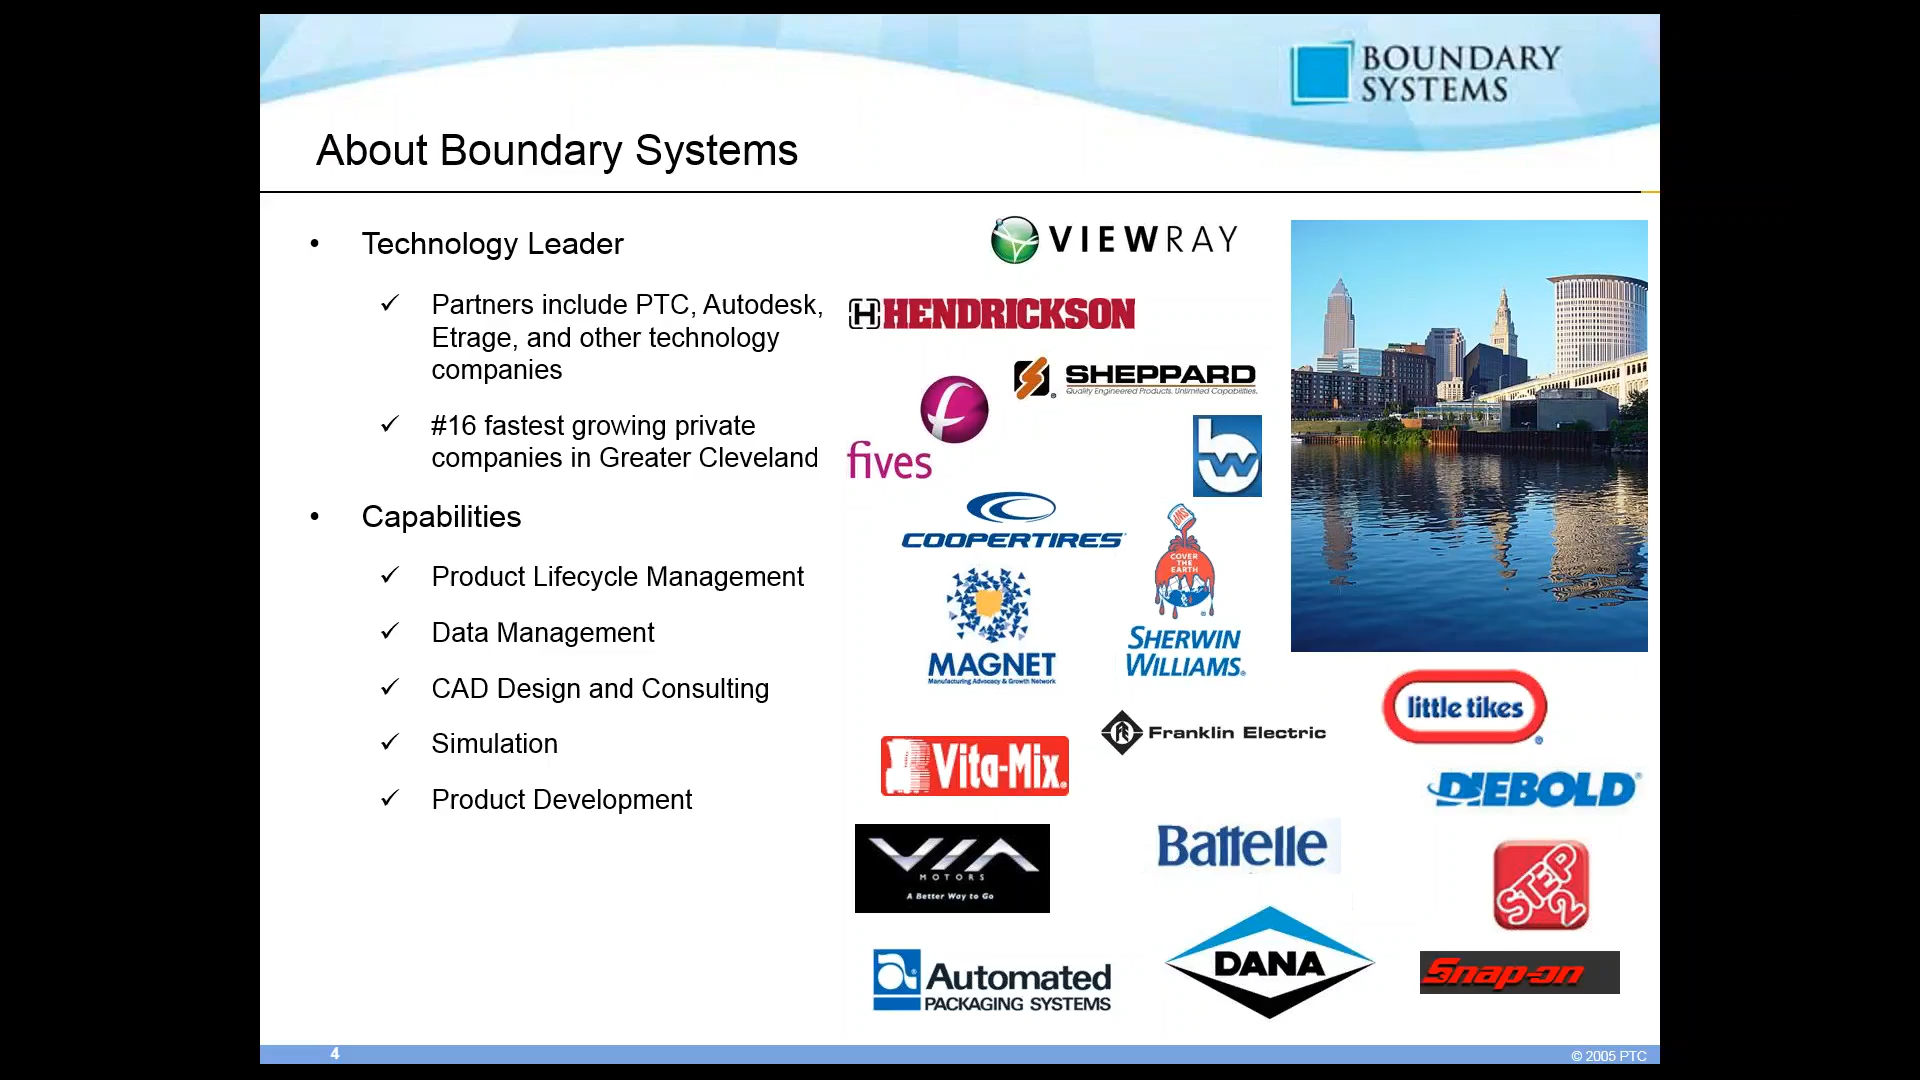 BOUNDARY
SYSTEMS
About Boundary Systems
• Technology Leader
✓ Partners include PTC, Autodesk,
Etrage, and other technology
companies
✓ #16 fastest growing private
companies in Greater Cleveland
• Capabilities
✓ Product Lifecycle Management
✓ Data Management
✓ CAD Design and Consulting
✓ Simulation
✓ Product Development
VIEWRAY
H HENDRICKSON
SHEPPARD
Quality Engineered Products, Unlimited Capabilities.
f
fives
bw
COOPERTIRES
SWP
COVER
THE
EARTH
SHERWIN
WILLIAMS®
MAGNET
Manufacturing Advocacy & Growth Network
little tikes®
Franklin Electric
Vita-Mix®
DIEBOLD®
VIA
MOTORS
A Better Way to Go
Battelle
STEP
2
a®
Automated
PACKAGING SYSTEMS
DANA
Snap-on
4
© 2005 PTC